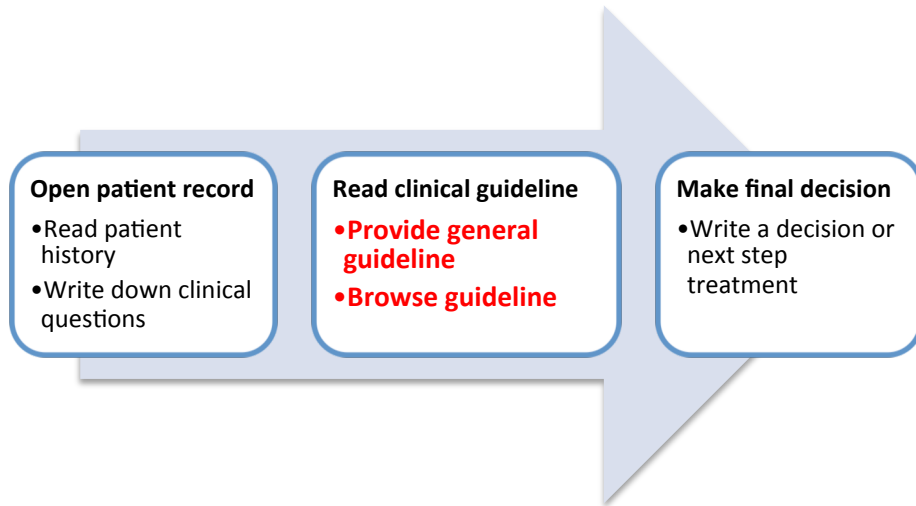 Open patient record
•Read patient
history
•Write down clinical
questions
Read clinical guideline
•Provide general
guideline
•Browse guideline
Make final decision
•Write a decision or
next step
treatment